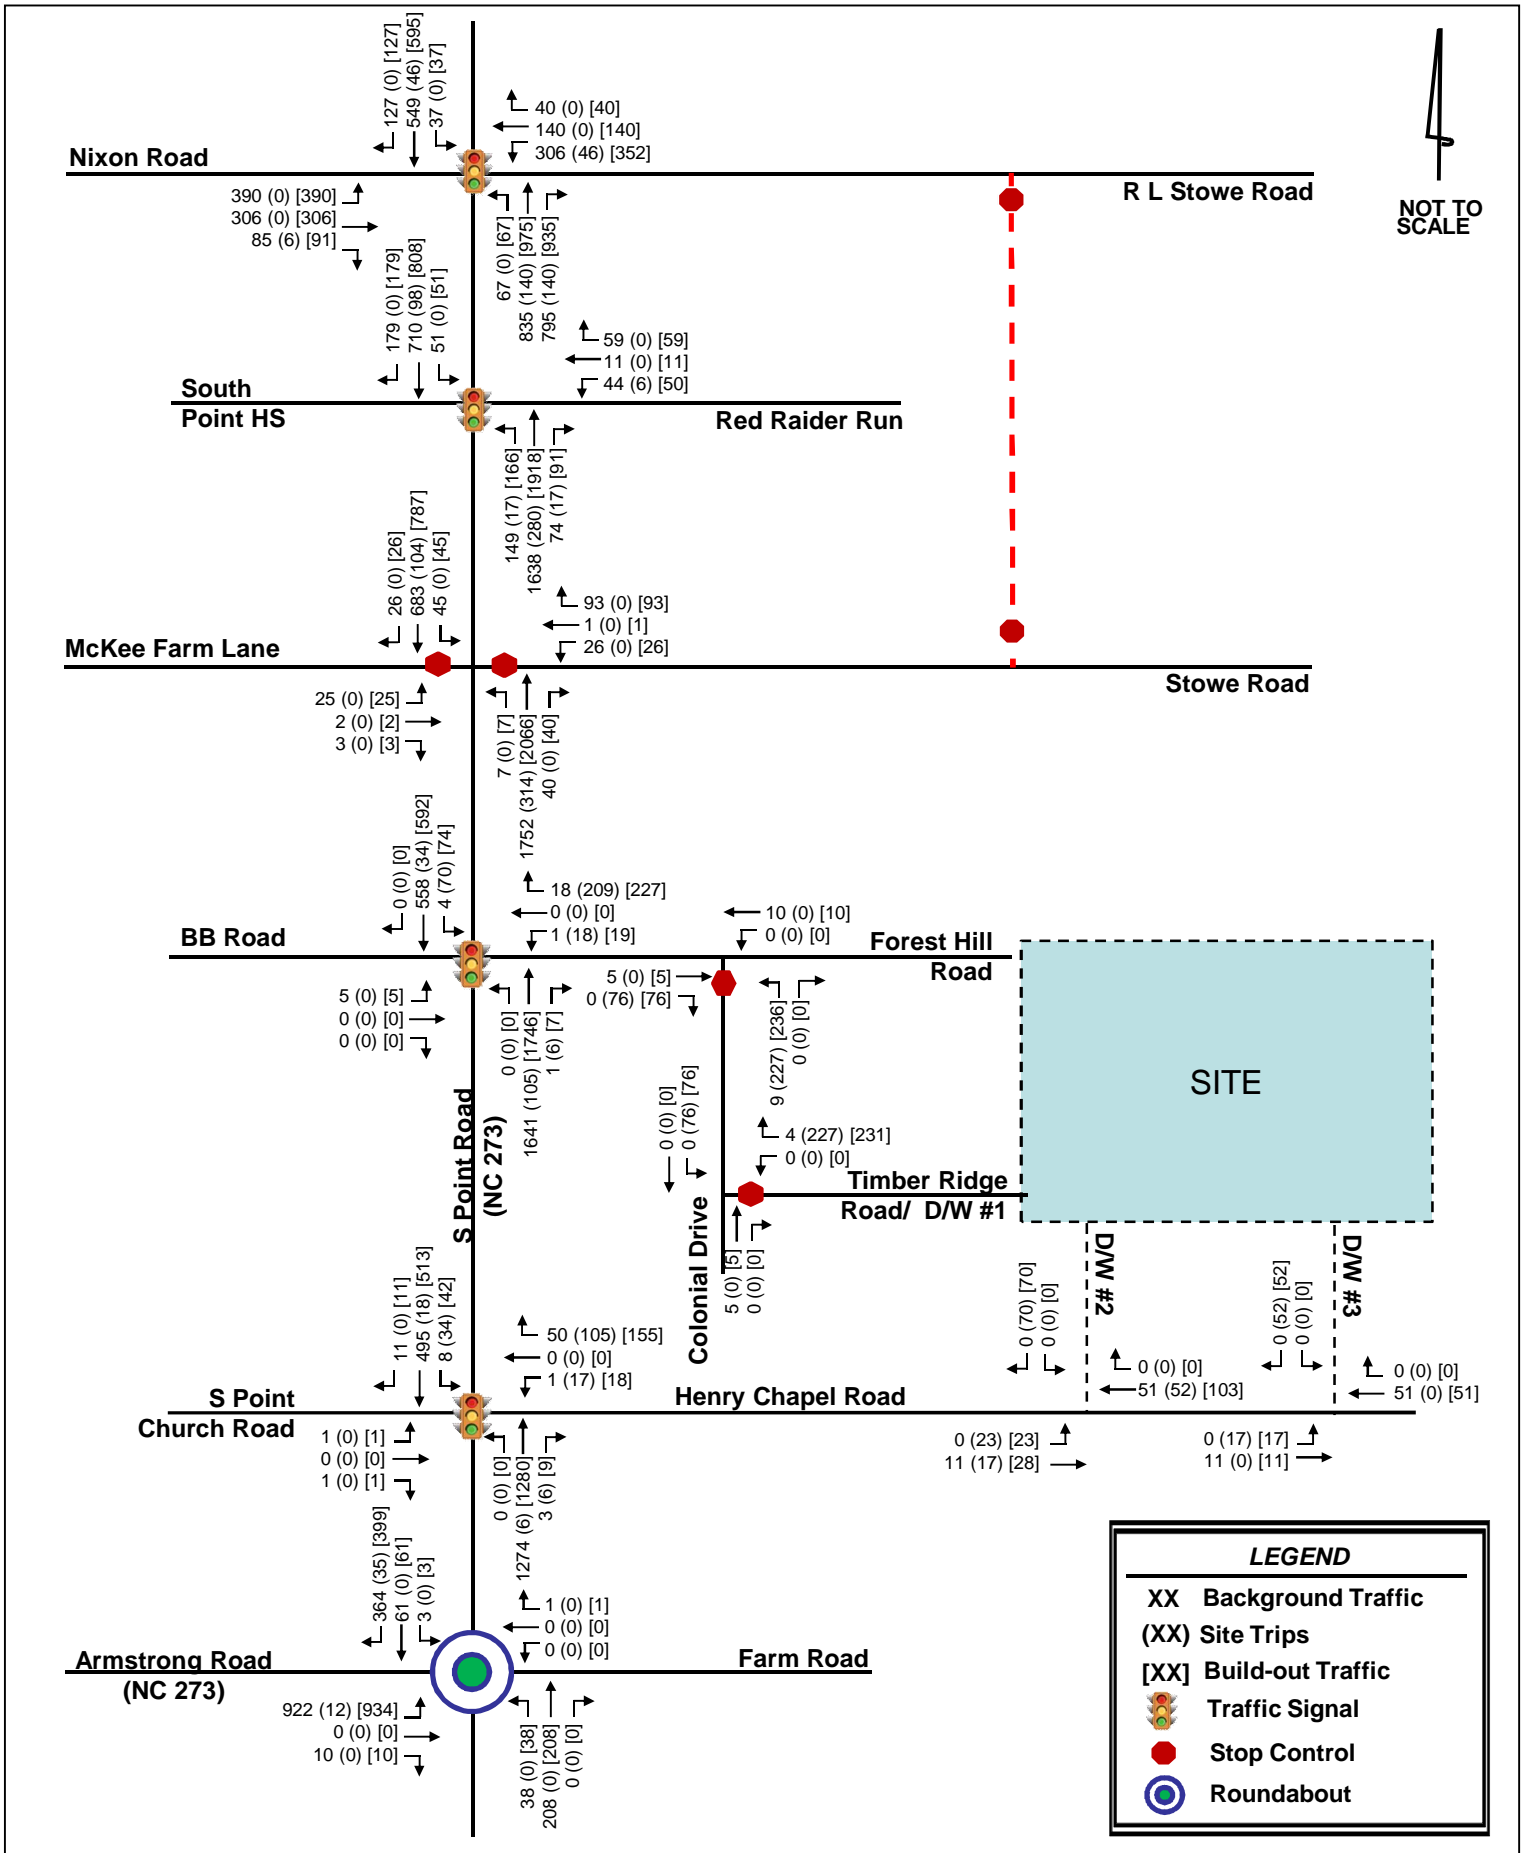 127 (0) [127]
549 (46) [595]
37 (0) [37]
40 (0) [40]
140 (0) [140]
306 (46) [352]
NOT TO
SCALE
Nixon Road
R L Stowe Road
390 (0) [390]
306 (0) [306]
85 (6) [91]
67 (0) [67]
835 (140) [975]
795 (140) [935]
179 (0) [179]
710 (98) [808]
51 (0) [51]
59 (0) [59]
11 (0) [11]
44 (6) [50]
South
Point HS
Red Raider Run
149 (17) [166]
1638 (280) [1918]
74 (17) [91]
26 (0) [26]
683 (104) [787]
45 (0) [45]
93 (0) [93]
1 (0) [1]
26 (0) [26]
McKee Farm Lane
Stowe Road
25 (0) [25]
2 (0) [2]
3 (0) [3]
7 (0) [7]
1752 (314) [2066]
40 (0) [40]
0 (0) [0]
558 (34) [592]
4 (70) [74]
18 (209) [227]
0 (0) [0]
1 (18) [19]
10 (0) [10]
0 (0) [0]
BB Road
Forest Hill
Road
5 (0) [5]
0 (0) [0]
0 (0) [0]
0 (0) [0]
1641 (105) [1746]
1 (6) [7]
5 (0) [5]
0 (76) [76]
9 (227) [236]
0 (0) [0]
SITE
S Point Road
(NC 273)
0 (0) [0]
0 (76) [76]
4 (227) [231]
0 (0) [0]
Timber Ridge
Road/ D/W #1
Colonial Drive
5 (0) [5]
0 (0) [0]
D/W #2
D/W #3
11 (0) [11]
495 (18) [513]
8 (34) [42]
50 (105) [155]
0 (0) [0]
1 (17) [18]
0 (70) [70]
0 (0) [0]
0 (0) [0]
51 (52) [103]
0 (52) [52]
0 (0) [0]
0 (0) [0]
51 (0) [51]
S Point
Church Road
Henry Chapel Road
1 (0) [1]
0 (0) [0]
1 (0) [1]
0 (0) [0]
1274 (6) [1280]
3 (6) [9]
0 (23) [23]
11 (17) [28]
0 (17) [17]
11 (0) [11]
364 (35) [399]
61 (0) [61]
3 (0) [3]
1 (0) [1]
0 (0) [0]
0 (0) [0]
Armstrong Road
(NC 273)
Farm Road
922 (12) [934]
0 (0) [0]
10 (0) [10]
38 (0) [38]
208 (0) [208]
0 (0) [0]
LEGEND
XX Background Traffic
(XX) Site Trips
[XX] Build-out Traffic
Traffic Signal
Stop Control
Roundabout